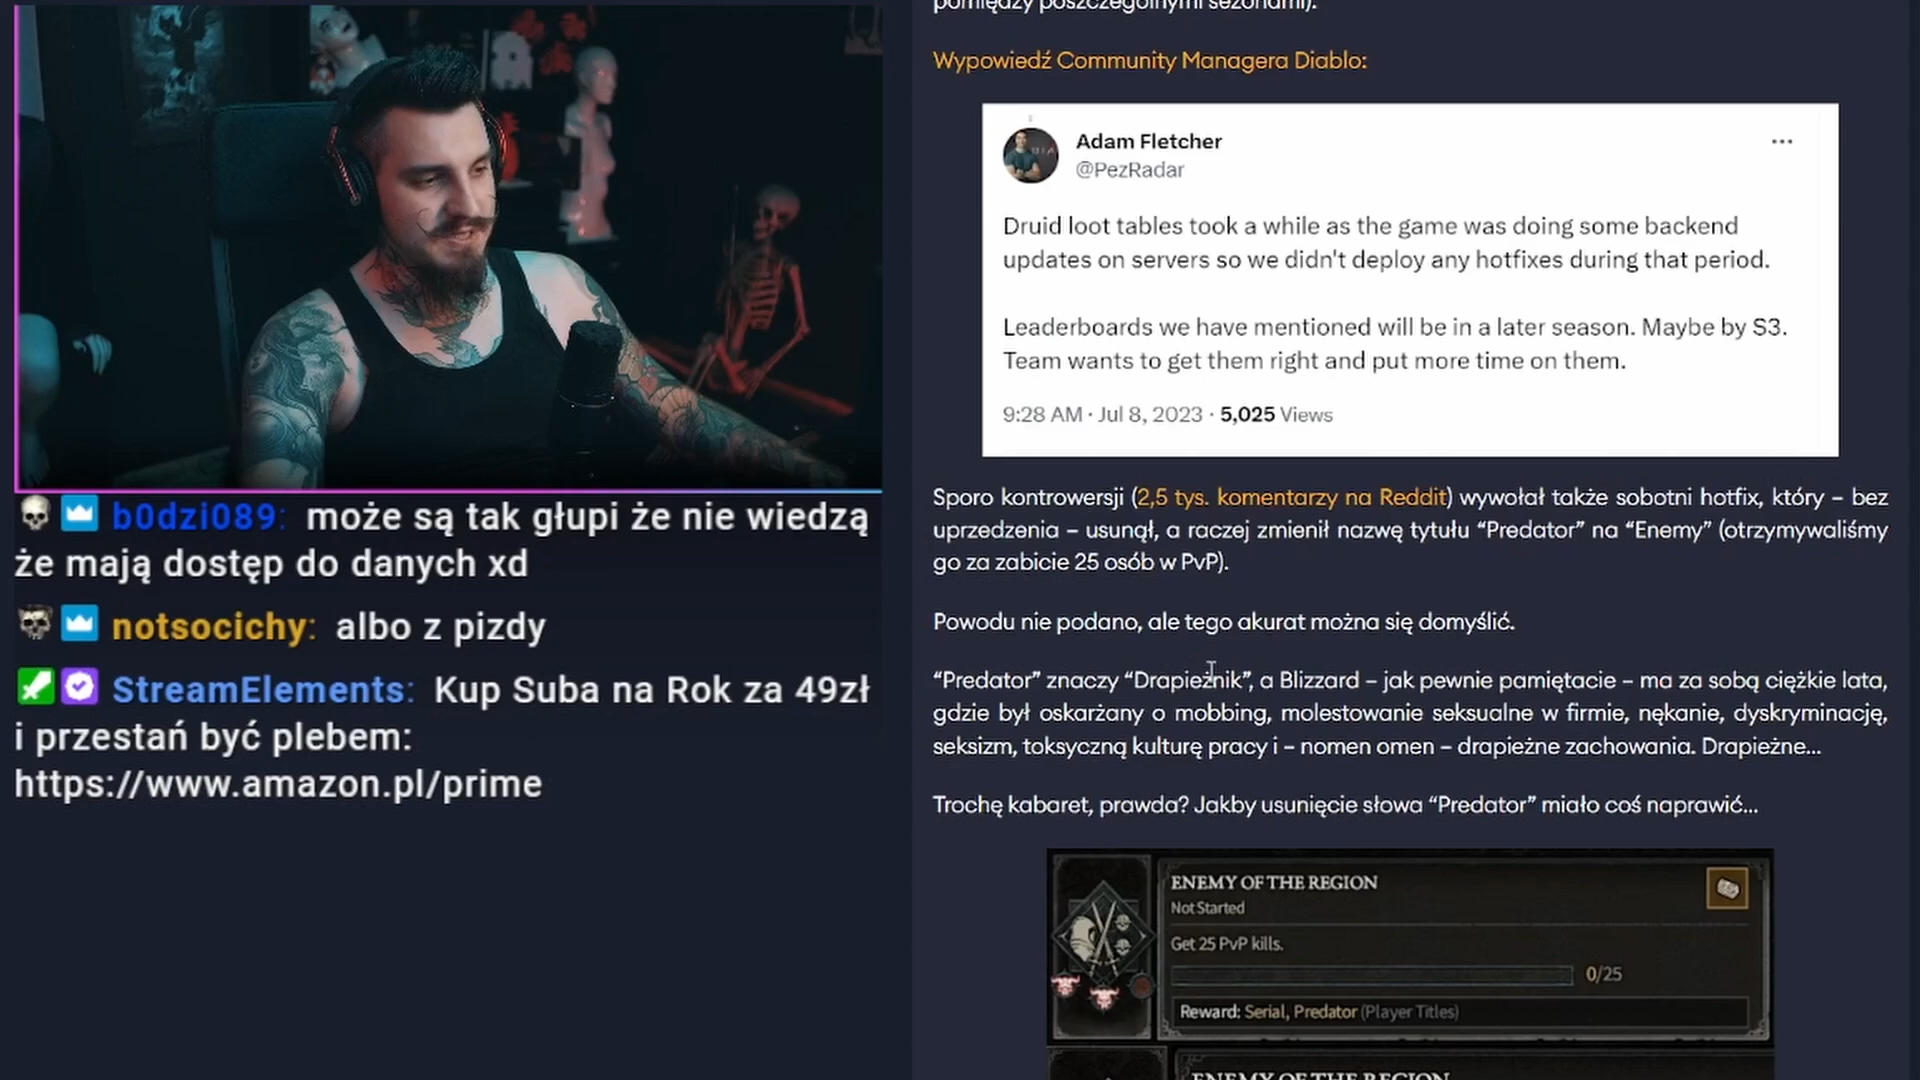 b0dzi089: może są tak głupi że nie wiedzą
że mają dostęp do danych xd
notsocichy: albo z pizdy
StreamElements: Kup Suba na Rok za 49zł
i przestań być plebem:
https://www.amazon.pl/prime
pomiędzy poszczególnymi sezonami).
Wypowiedź Community Managera Diablo:
Adam Fletcher
@PezRadar
Druid loot tables took a while as the game was doing some backend
updates on servers so we didn't deploy any hotfixes during that period.
Leaderboards we have mentioned will be in a later season. Maybe by S3.
Team wants to get them right and put more time on them.
9:28 AM · Jul 8, 2023 · 5,025 Views
Sporo kontrowersji (2,5 tys. komentarzy na Reddit) wywołał także sobotni hotfix, który – bez
uprzedzenia – usunął, a raczej zmienił nazwę tytułu “Predator” na “Enemy” (otrzymywaliśmy
go za zabicie 25 osób w PvP).
Powodu nie podano, ale tego akurat można się domyślić.
“Predator” znaczy “Drapieżnik”, a Blizzard – jak pewnie pamiętacie – ma za sobą ciężkie lata,
gdzie był oskarżany o mobbing, molestowanie seksualne w firmie, nękanie, dyskryminację,
seksizm, toksyczną kulturę pracy i – nomen omen – drapieżne zachowania. Drapieżne...
Trochę kabaret, prawda? Jakby usunięcie słowa “Predator” miało coś naprawić...
ENEMY OF THE REGION
Not Started
Get 25 PvP kills.
0/25
Reward: Serial, Predator (Player Titles)
ENEMY OF THE REGION